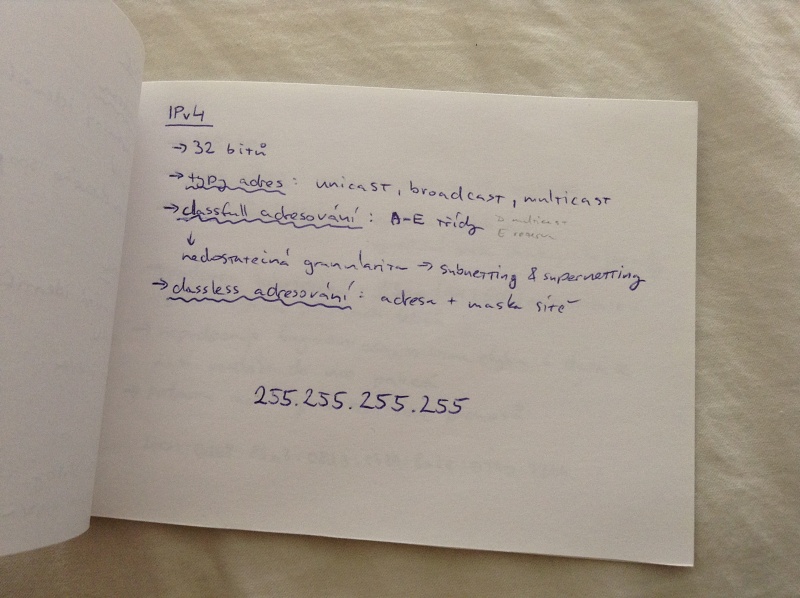 IPv4
→ 32 bitů
→ typy adres : unicast, broadcast, multicast
→ classfull adresování : A-E třídy D multicast
E
↓
nedostatečná granularita → subnetting & supernetting
→ classless adresování : adresa + maska sítě
255.255.255.255